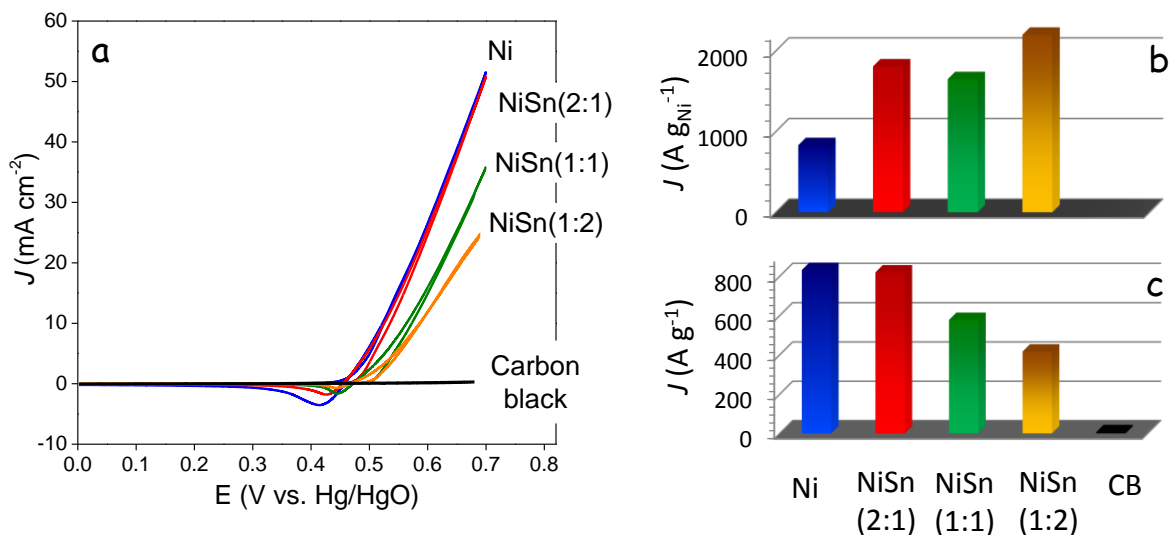 a
60
50
40
30
20
10
0
-10
J (mA cm-2)
Ni
NiSn(2:1)
NiSn(1:1)
NiSn(1:2)
Carbon
black
0.0 0.1 0.2 0.3 0.4 0.5 0.6 0.7 0.8
E (V vs. Hg/HgO)
b
2000
1000
0
J (A gNi-1)
c
800
600
400
200
0
J (A g-1)
Ni
NiSn
(2:1)
NiSn
(1:1)
NiSn
(1:2)
CB